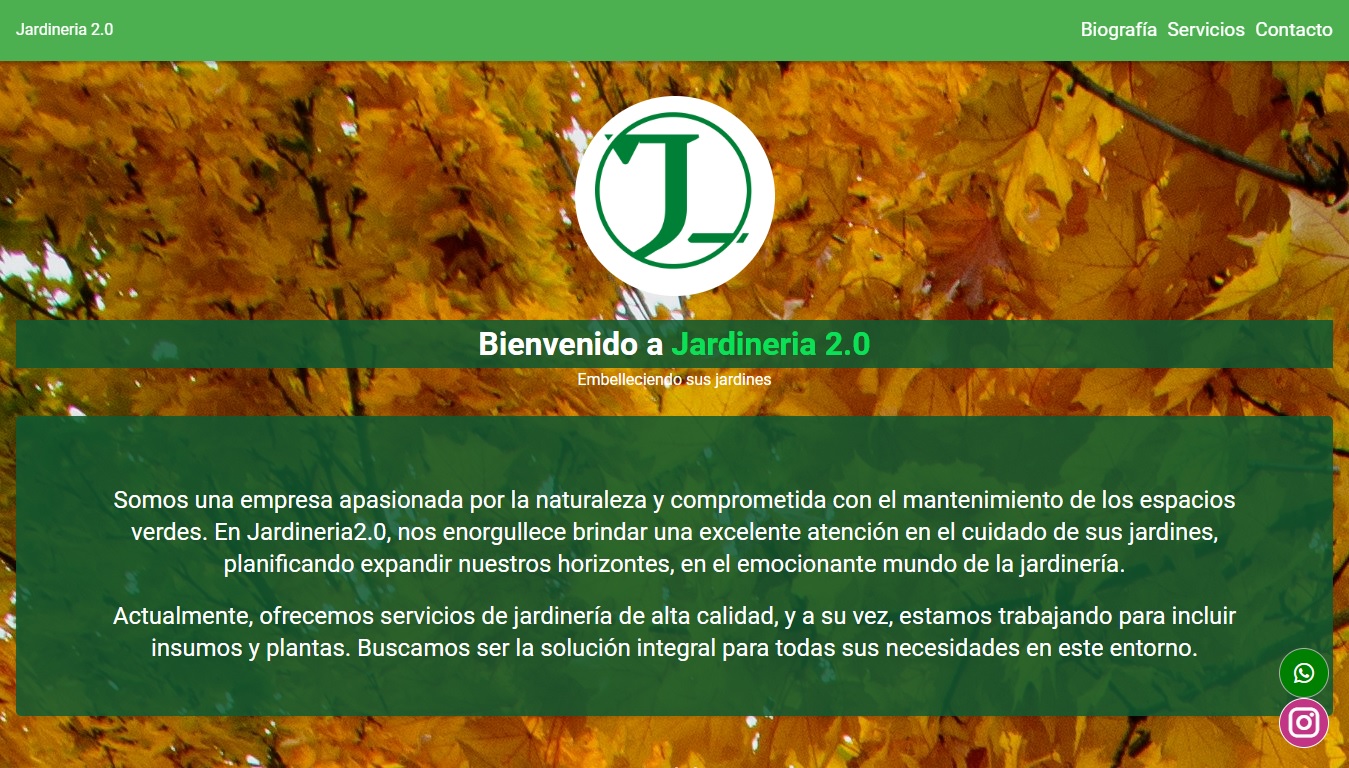 Jardineria 2.0
Biografía Servicios Contacto
J
Bienvenido a Jardineria 2.0
Embelleciendo sus jardines
Somos una empresa apasionada por la naturaleza y comprometida con el mantenimiento de los espacios
verdes. En Jardineria2.0, nos enorgullece brindar una excelente atención en el cuidado de sus jardines,
planificando expandir nuestros horizontes, en el emocionante mundo de la jardinería.
Actualmente, ofrecemos servicios de jardinería de alta calidad, y a su vez, estamos trabajando para incluir
insumos y plantas. Buscamos ser la solución integral para todas sus necesidades en este entorno.